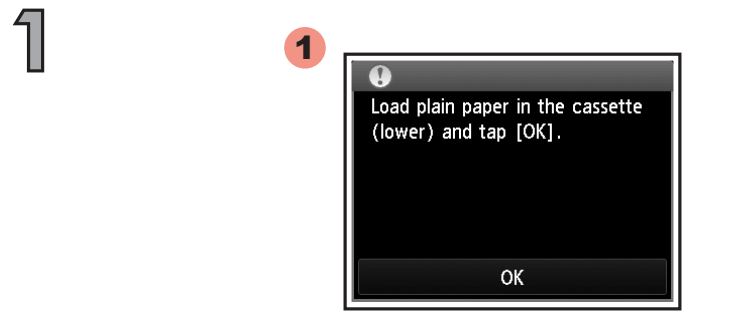 1
1
Load plain paper in the cassette
(lower) and tap [OK].
OK